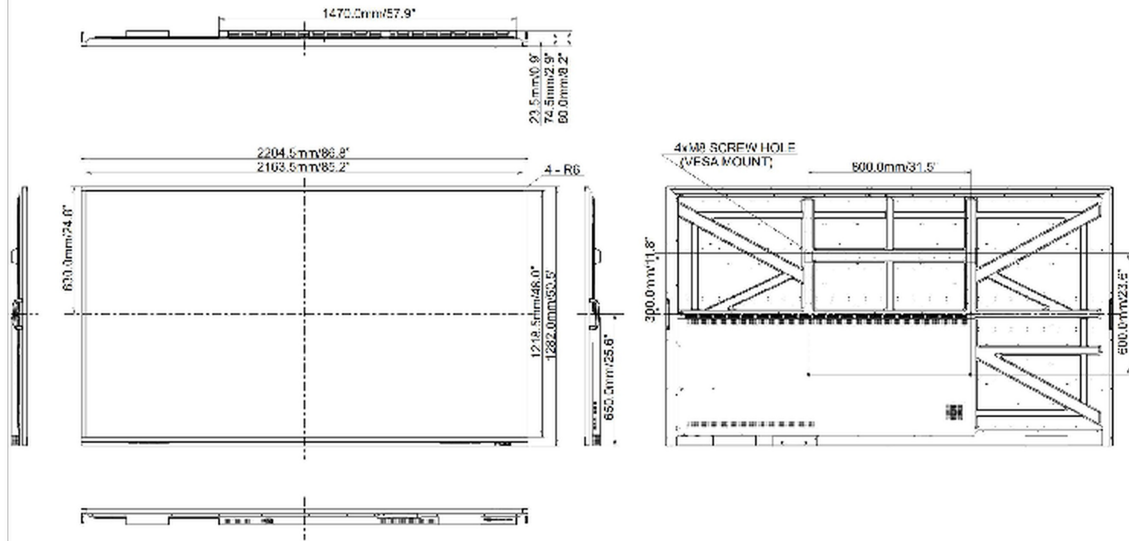 1470.0mm/57.9"
23.5mm/0.9"
74.5mm/2.9"
80.0mm/8.2"
2204.5mm/86.8"
2163.5mm/85.2"
4 - R6
630.0mm/24.8"
1218.5mm/48.0"
1282.0mm/50.5"
650.0mm/25.6"
4xM8 SCREW HOLE
(VESA MOUNT)
800.0mm/31.5"
300.0mm/11.8"
600.0mm/23.6"